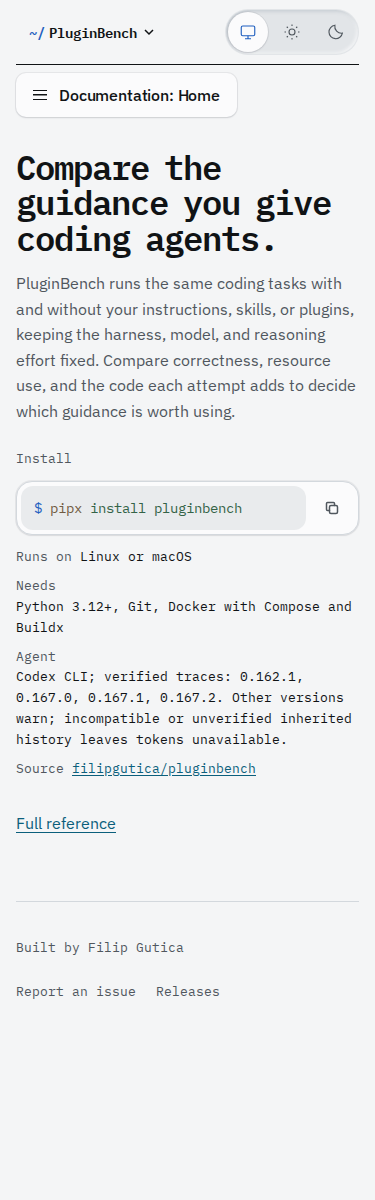 ~/ PluginBench
Documentation: Home
Compare the
guidance you give
coding agents.
PluginBench runs the same coding tasks with
and without your instructions, skills, or plugins,
keeping the harness, model, and reasoning
effort fixed. Compare correctness, resource
use, and the code each attempt adds to decide
which guidance is worth using.
Install
$ pipx install pluginbench
Runs on Linux or macOS
Needs
Python 3.12+, Git, Docker with Compose and
Buildx
Agent
Codex CLI; verified traces: 0.162.1,
0.167.0, 0.167.1, 0.167.2. Other versions
warn; incompatible or unverified inherited
history leaves tokens unavailable.
Source filipgutica/pluginbench
Full reference
Built by Filip Gutica
Report an issue Releases